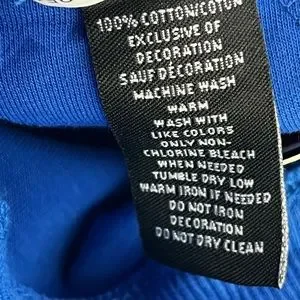 100% COTTON/COTON
EXCLUSIVE OF
DECORATION
SAUF DÉCORATION
MACHINE WASH
WARM
WASH WITH
LIKE COLORS
ONLY NON-
CHLORINE BLEACH
WHEN NEEDED
TUMBLE DRY LOW
WARM IRON IF NEEDED
DO NOT IRON
DECORATION
DO NOT DRY CLEAN